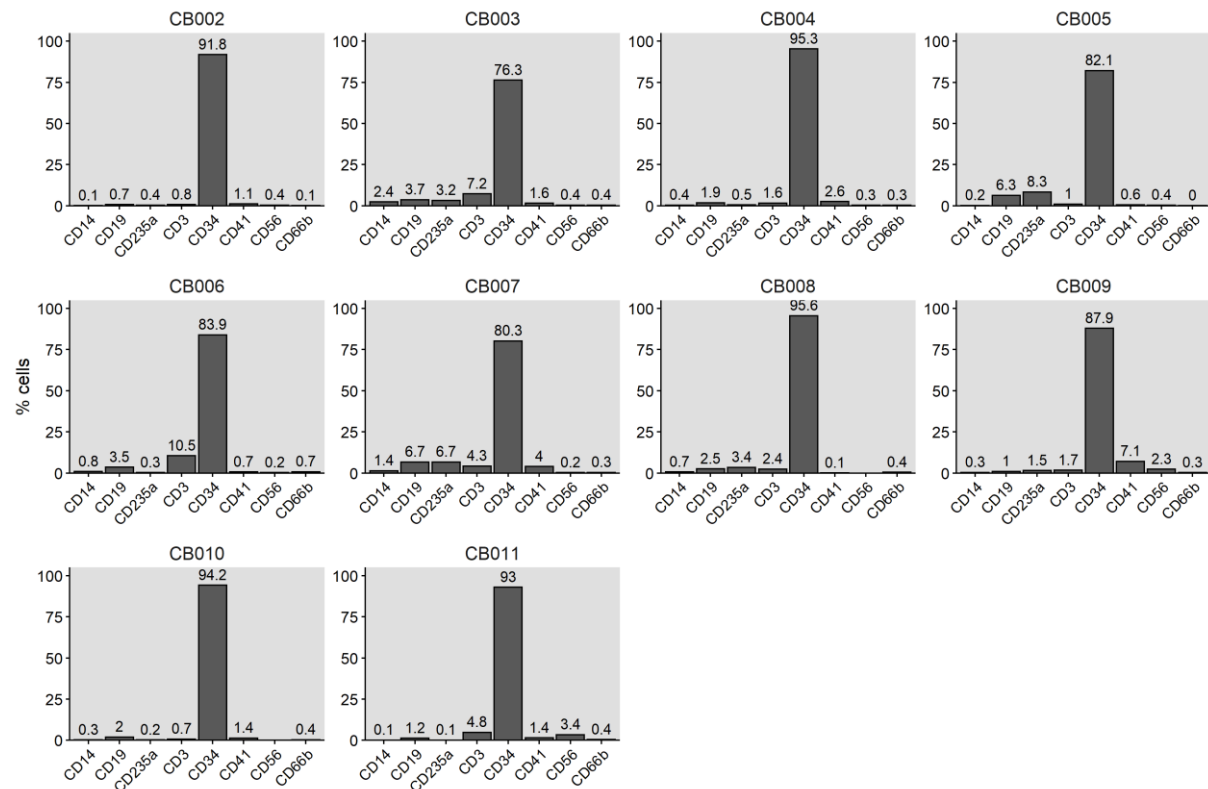 CB002 CB003 CB004 CB005
100 100 100 100
91.8 76.3 95.3 82.1
75 75 75 75
50 50 50 50
25 25 25 25
0.1 0.7 0.4 0.8 1.1 0.4 0.1 2.4 3.7 3.2 7.2 1.6 0.4 0.4 0.4 1.9 0.5 1.6 2.6 0.3 0.3 0.2 6.3 8.3 1 0.6 0.4 0
0 0 0 0
CD14 CD19 CD235a CD3 CD34 CD41 CD56 CD66b CD14 CD19 CD235a CD3 CD34 CD41 CD56 CD66b CD14 CD19 CD235a CD3 CD34 CD41 CD56 CD66b CD14 CD19 CD235a CD3 CD34 CD41 CD56 CD66b
CB006 CB007 CB008 CB009
100 100 100 100
83.9 80.3 95.6 87.9
75 75 75 75
50 50 50 50
% cells
25 25 25 25
0.8 3.5 0.3 10.5 0.7 0.2 0.7 1.4 6.7 6.7 4.3 4 0.2 0.3 0.7 2.5 3.4 2.4 0.1 0.4 0.3 1 1.5 1.7 7.1 2.3 0.3
0 0 0 0
CD14 CD19 CD235a CD3 CD34 CD41 CD56 CD66b CD14 CD19 CD235a CD3 CD34 CD41 CD56 CD66b CD14 CD19 CD235a CD3 CD34 CD41 CD56 CD66b CD14 CD19 CD235a CD3 CD34 CD41 CD56 CD66b
CB010 CB011
100 100
94.2 93
75 75
50 50
25 25
0.3 2 0.2 0.7 1.4 0.4 0.1 1.2 0.1 4.8 1.4 3.4 0.4
0 0
CD14 CD19 CD235a CD3 CD34 CD41 CD56 CD66b CD14 CD19 CD235a CD3 CD34 CD41 CD56 CD66b